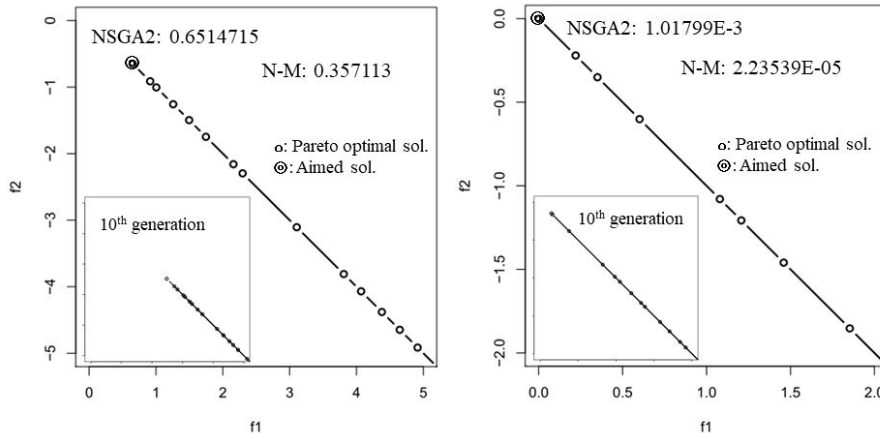 NSGA2: 0.6514715
N-M: 0.357113
: Pareto optimal sol.
: Aimed sol.
10th generation
0
−1
−2
−3
−4
−5
f2
0 1 2 3 4 5
f1
NSGA2: 1.01799E-3
N-M: 2.23539E-05
: Pareto optimal sol.
: Aimed sol.
10th generation
0.0
−0.5
−1.0
−1.5
−2.0
f2
0.0 0.5 1.0 1.5 2.0
f1